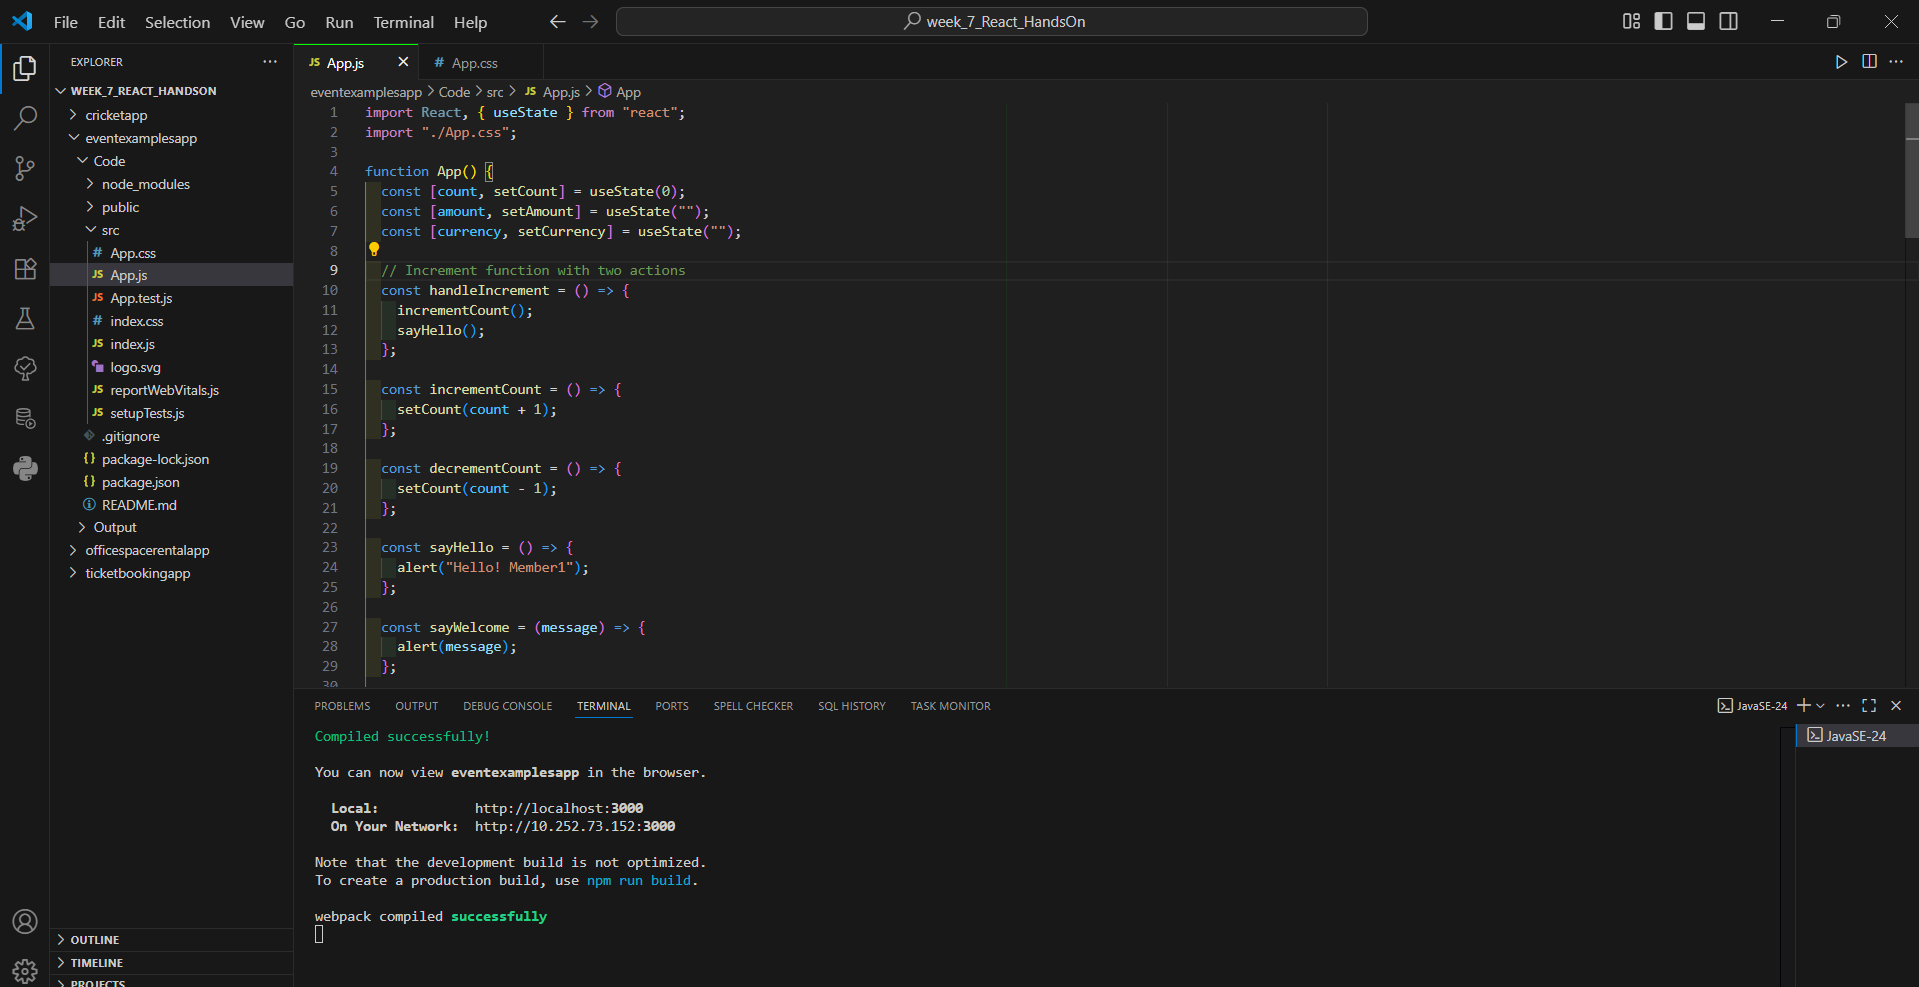 File Edit Selection View Go Run Terminal Help
week_7_React_HandsOn
EXPLORER
WEEK_7_REACT_HANDSON
cricketapp
eventexamplesapp
Code
node_modules
public
src
App.css
App.js
App.test.js
index.css
index.js
logo.svg
reportWebVitals.js
setupTests.js
.gitignore
package-lock.json
package.json
README.md
Output
officespacerentalapp
ticketbookingapp
OUTLINE
TIMELINE
PROJECTS
JS App.js
# App.css
eventexamplesapp > Code > src > JS App.js > App
1 import React, { useState } from "react";
2 import "./App.css";
3
4 function App() {
5 const [count, setCount] = useState(0);
6 const [amount, setAmount] = useState("");
7 const [currency, setCurrency] = useState("");
8
9 // Increment function with two actions
10 const handleIncrement = () => {
11 incrementCount();
12 sayHello();
13 };
14
15 const incrementCount = () => {
16 setCount(count + 1);
17 };
18
19 const decrementCount = () => {
20 setCount(count - 1);
21 };
22
23 const sayHello = () => {
24 alert("Hello! Member1");
25 };
26
27 const sayWelcome = (message) => {
28 alert(message);
29 };
30
PROBLEMS OUTPUT DEBUG CONSOLE TERMINAL PORTS SPELL CHECKER SQL HISTORY TASK MONITOR
JavaSE-24
JavaSE-24
Compiled successfully!
You can now view eventexamplesapp in the browser.
Local: http://localhost:3000
On Your Network: http://10.252.73.152:3000
Note that the development build is not optimized.
To create a production build, use npm run build.
webpack compiled successfully